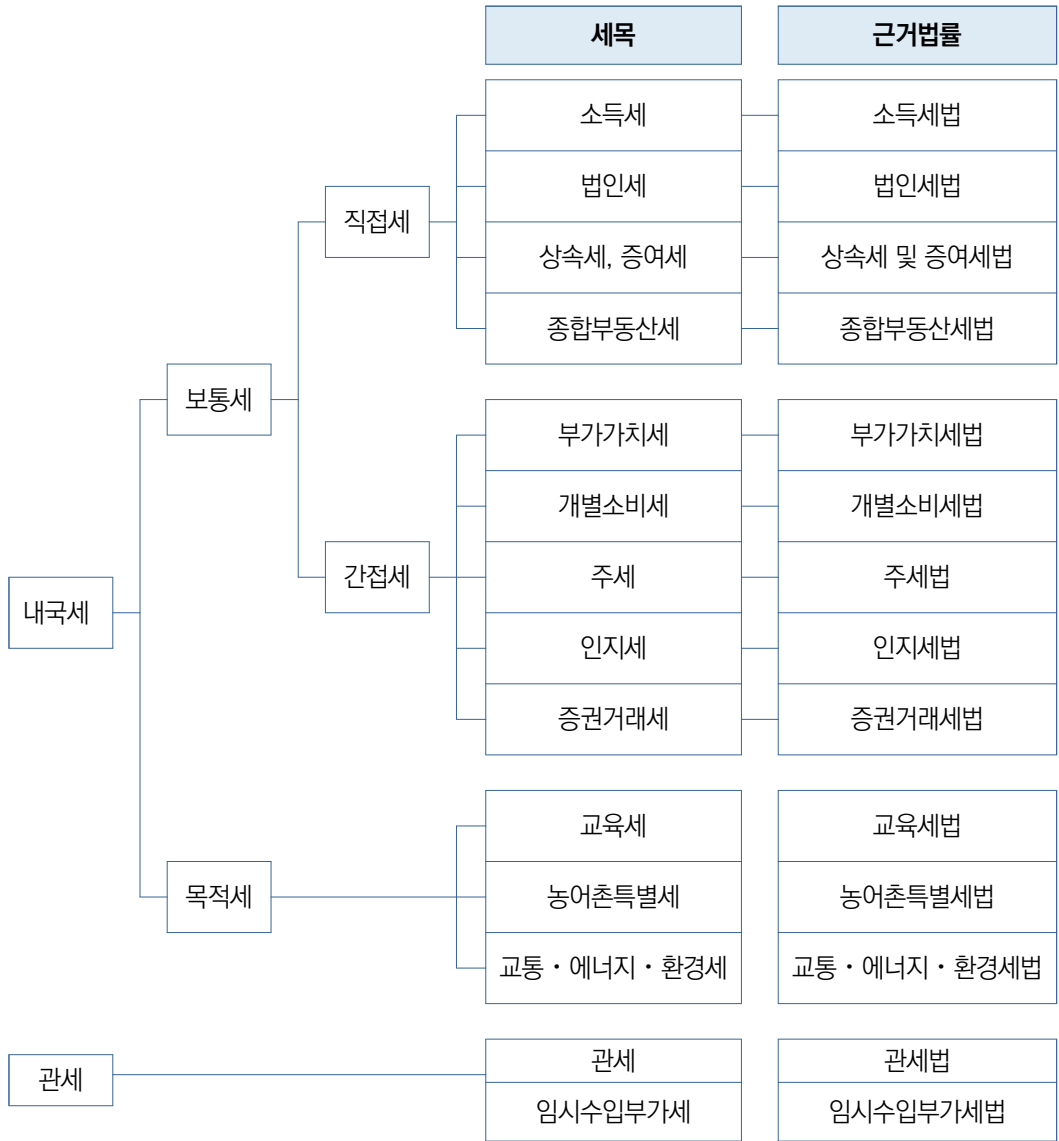 세목 근거법률
소득세 소득세법
법인세 법인세법
직접세
상속세, 증여세 상속세 및 증여세법
종합부동산세 종합부동산세법
보통세
부가가치세 부가가치세법
개별소비세 개별소비세법
간접세 주세 주세법
내국세
인지세 인지세법
증권거래세 증권거래세법
교육세 교육세법
목적세 농어촌특별세 농어촌특별세법
교통・에너지・환경세 교통・에너지・환경세법
관세 관세 관세법
임시수입부가세 임시수입부가세법